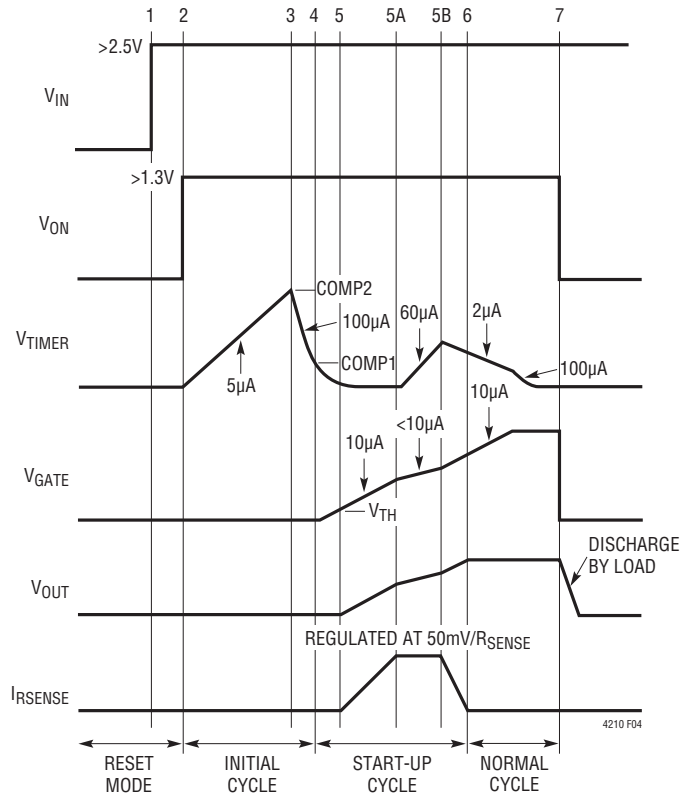 1 2 3 4 5 5A 5B 6 7
>2.5V
VIN
>1.3V
VON
COMP2
100µA
60µA
2µA
VTIMER
COMP1
100µA
5µA
10µA
<10µA
10µA
VGATE
VTH
DISCHARGE
BY LOAD
VOUT
REGULATED AT 50mV/RSENSE
IRSENSE
4210 F04
RESET
MODE
INITIAL
CYCLE
START-UP
CYCLE
NORMAL
CYCLE